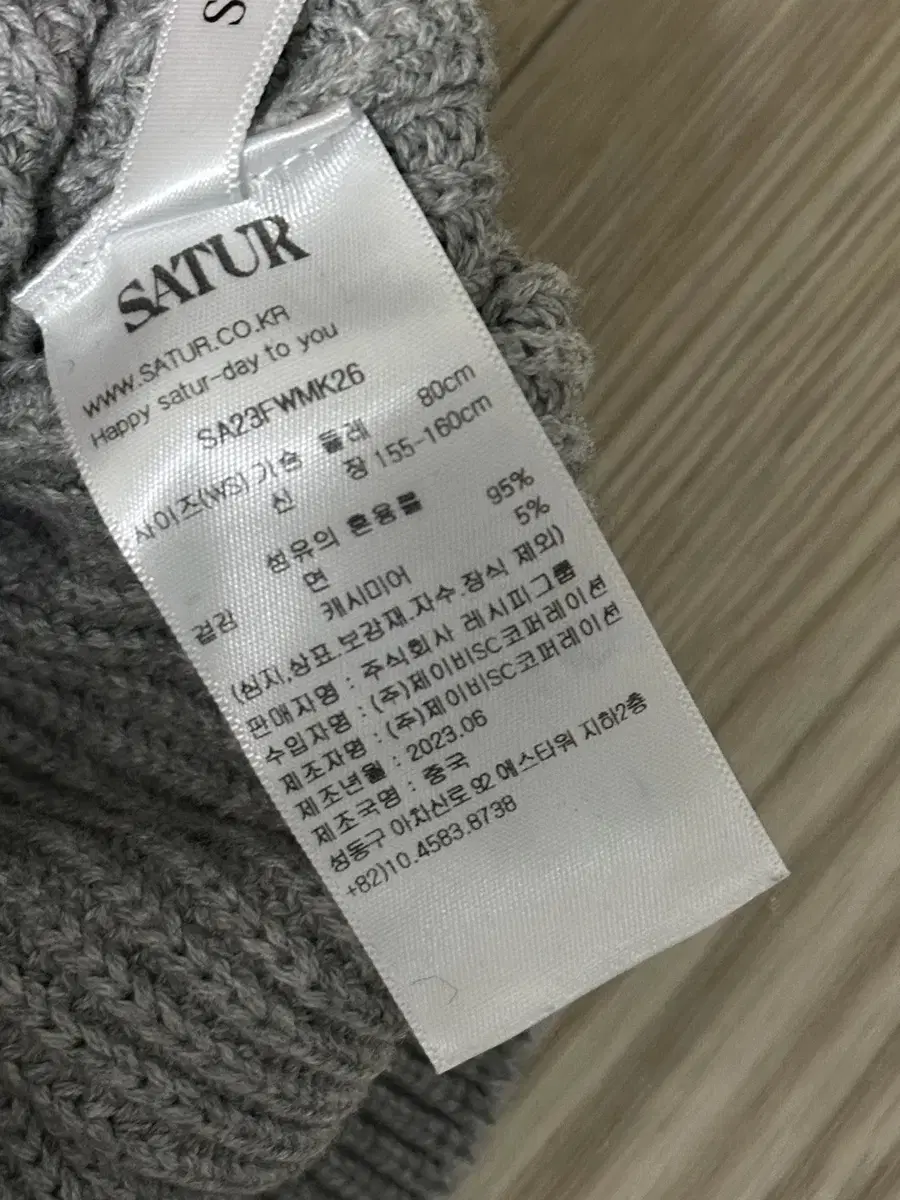 S
SATUR
WWW.SATUR.CO.KR
Happy satur-day to you
SA23FWMK26
사이즈(WS) 가슴 둘레 80cm
신 장 155-160cm
섬유의 혼용률
겉감 면 95%
캐시미어 5%
(심지,상표,보강재,자수,장식 제외)
판매자명 : 주식회사 레시피그룹
수입자명 : (주)제이비SC코퍼레이션
제조자명 : (주)제이비SC코퍼레이션
제조년월 : 2023.06
제조국명 : 중국
성동구 아차산로 92 에스타워 지하2층
+82)10.4583.8738